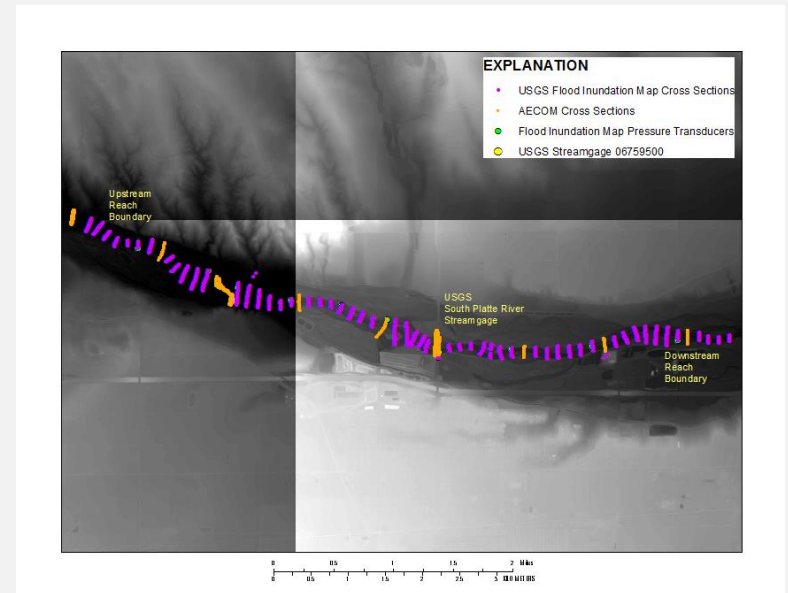 EXPLANATION
USGS Flood Inundation Map Cross Sections
AECOM Cross Sections
Flood Inundation Map Pressure Transducers
USGS Streamgage 06759500
Upstream
Reach
Boundary
USGS
South Platte River
Streamgage
Downstream
Reach
Boundary
0 0.5 1 1.5 2 Miles
0 0.5 1 1.5 2 2.5 3 KILOMETERS